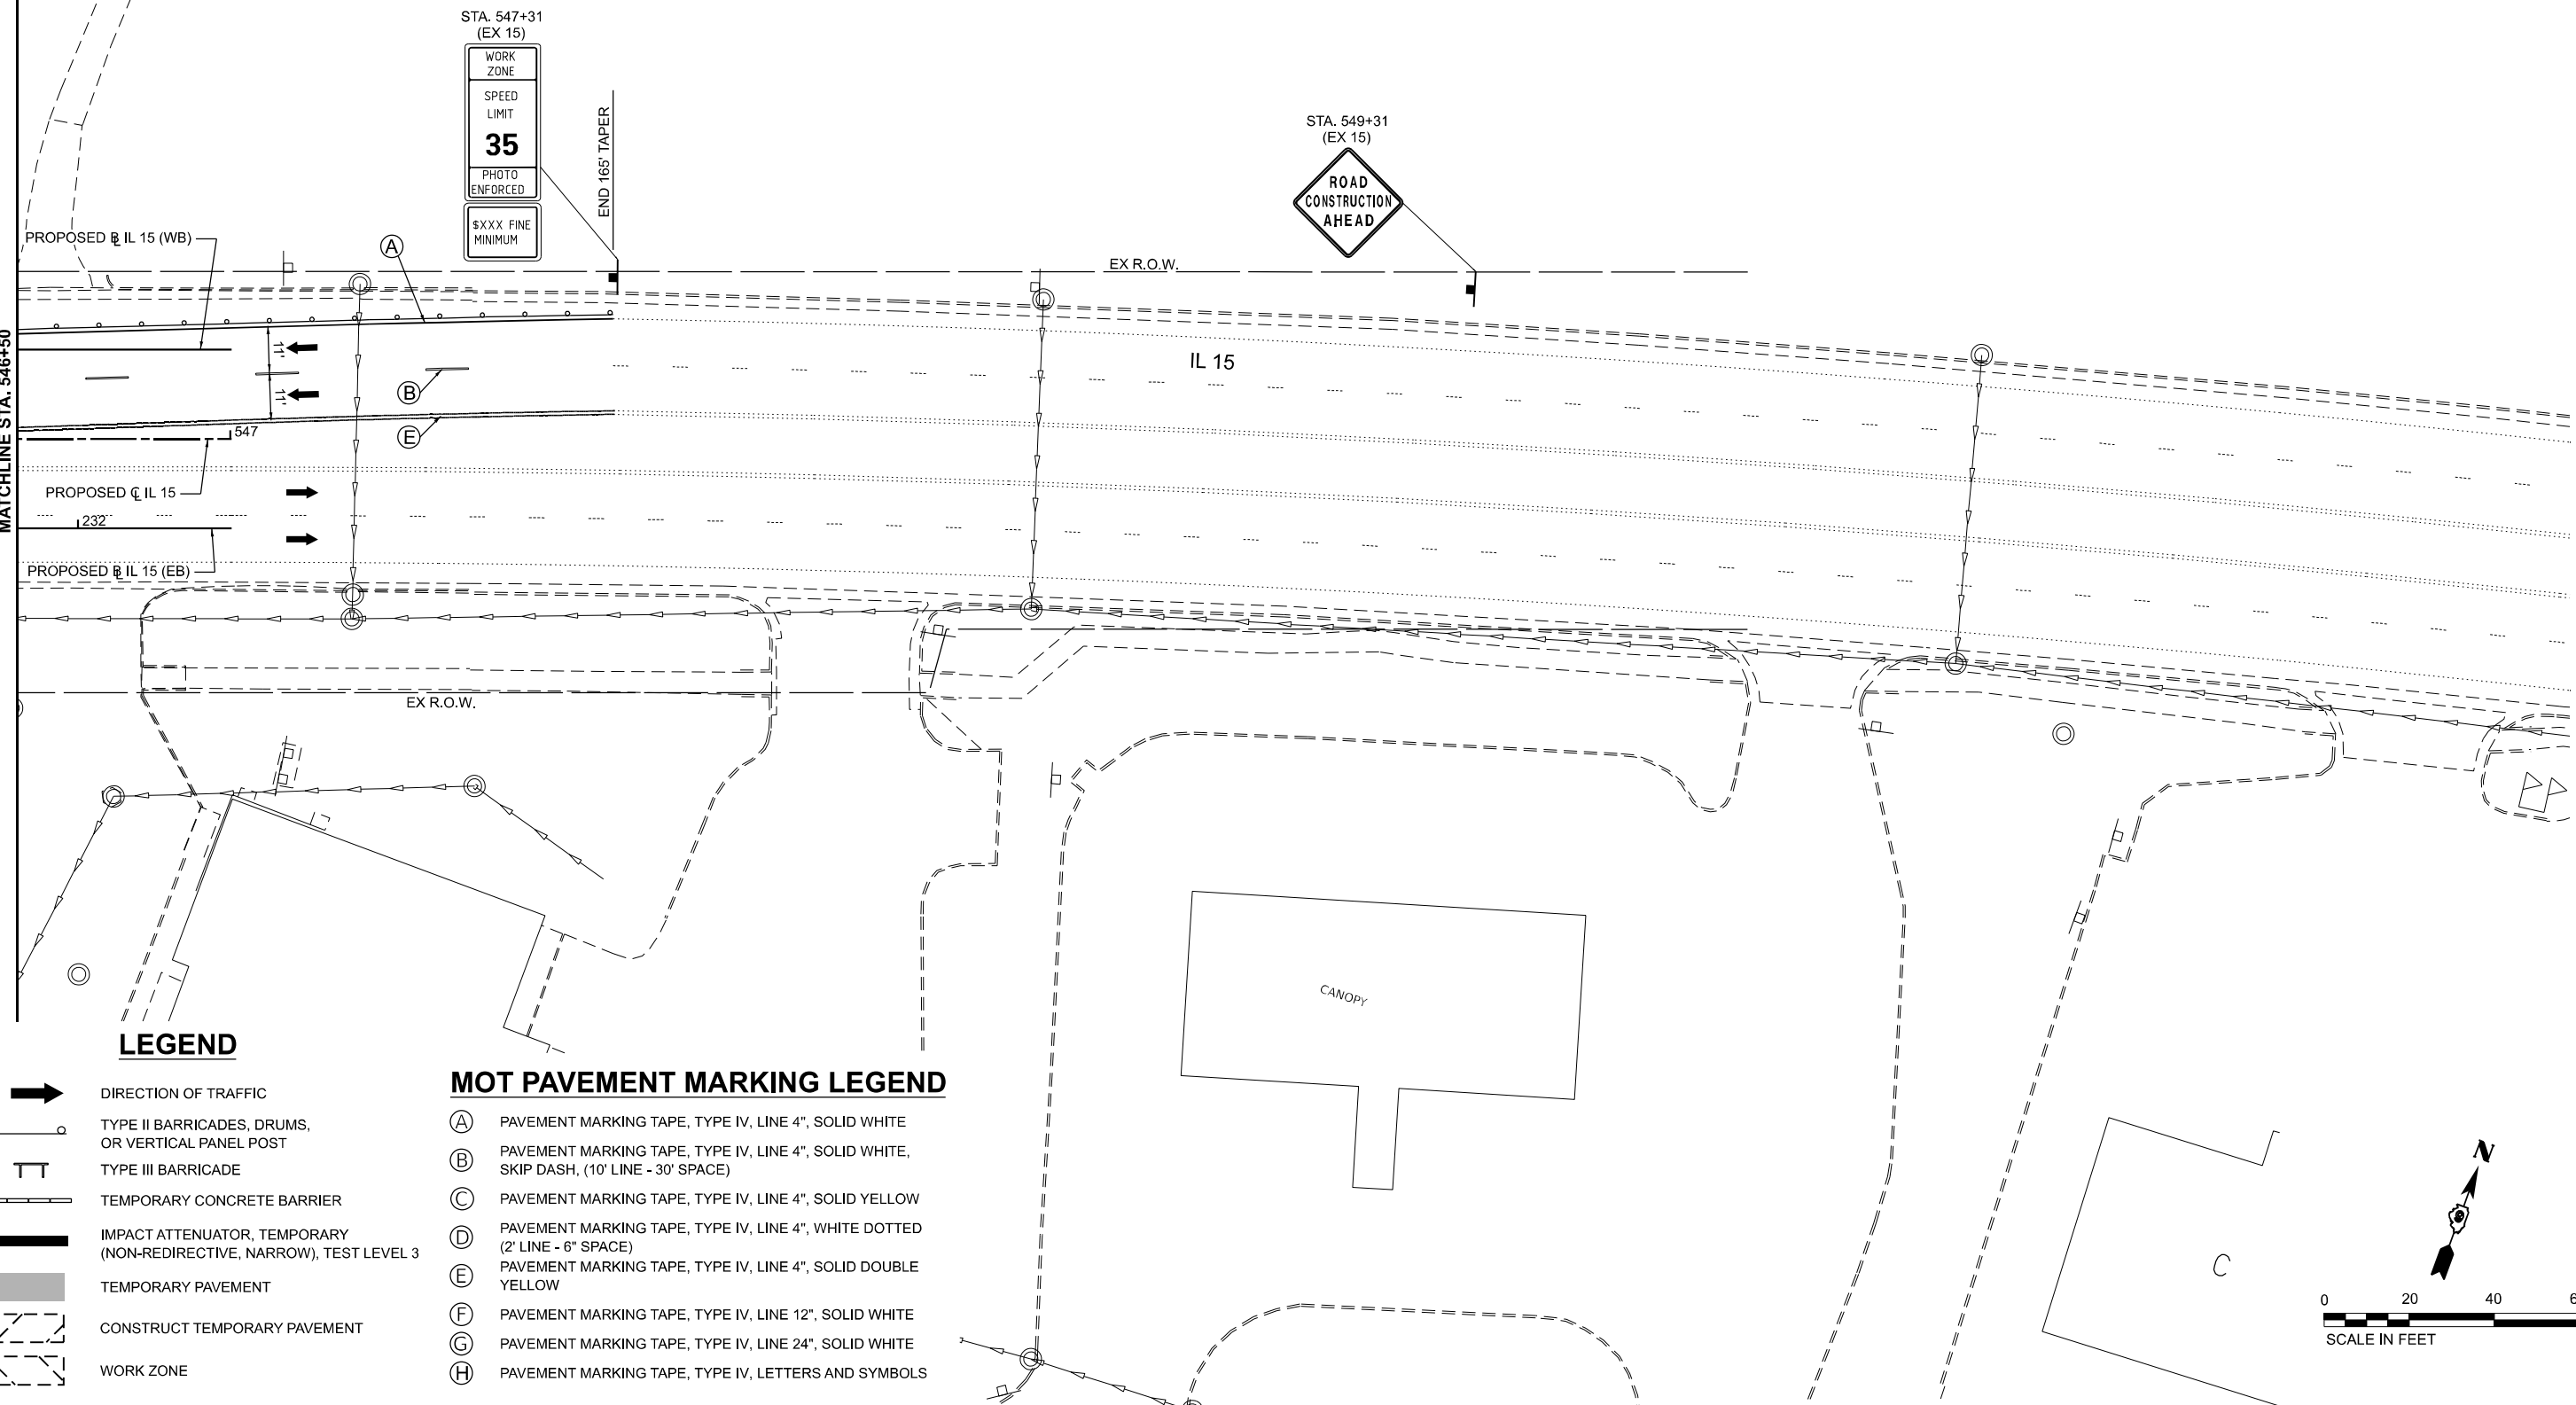 STA. 547+31
(EX 15)
WORK
ZONE
SPEED
LIMIT
35
PHOTO
ENFORCED
$XXX FINE
MINIMUM
END 165' TAPER
STA. 549+31
(EX 15)
ROAD
CONSTRUCTION
AHEAD
PROPOSED ℄ IL 15 (WB)
A
EX R.O.W.
MATCHLINE STA. 546+50
11'
11'
B
IL 15
E
547
PROPOSED ℄ IL 15
232
PROPOSED ℄ IL 15 (EB)
EX R.O.W.
CANOPY
C
LEGEND
DIRECTION OF TRAFFIC
TYPE II BARRICADES, DRUMS,
OR VERTICAL PANEL POST
TYPE III BARRICADE
TEMPORARY CONCRETE BARRIER
IMPACT ATTENUATOR, TEMPORARY
(NON-REDIRECTIVE, NARROW), TEST LEVEL 3
TEMPORARY PAVEMENT
CONSTRUCT TEMPORARY PAVEMENT
WORK ZONE
MOT PAVEMENT MARKING LEGEND
A PAVEMENT MARKING TAPE, TYPE IV, LINE 4", SOLID WHITE
B PAVEMENT MARKING TAPE, TYPE IV, LINE 4", SOLID WHITE,
SKIP DASH, (10' LINE - 30' SPACE)
C PAVEMENT MARKING TAPE, TYPE IV, LINE 4", SOLID YELLOW
D PAVEMENT MARKING TAPE, TYPE IV, LINE 4", WHITE DOTTED
(2' LINE - 6" SPACE)
E PAVEMENT MARKING TAPE, TYPE IV, LINE 4", SOLID DOUBLE
YELLOW
F PAVEMENT MARKING TAPE, TYPE IV, LINE 12", SOLID WHITE
G PAVEMENT MARKING TAPE, TYPE IV, LINE 24", SOLID WHITE
H PAVEMENT MARKING TAPE, TYPE IV, LETTERS AND SYMBOLS
N
0 20 40
SCALE IN FEET